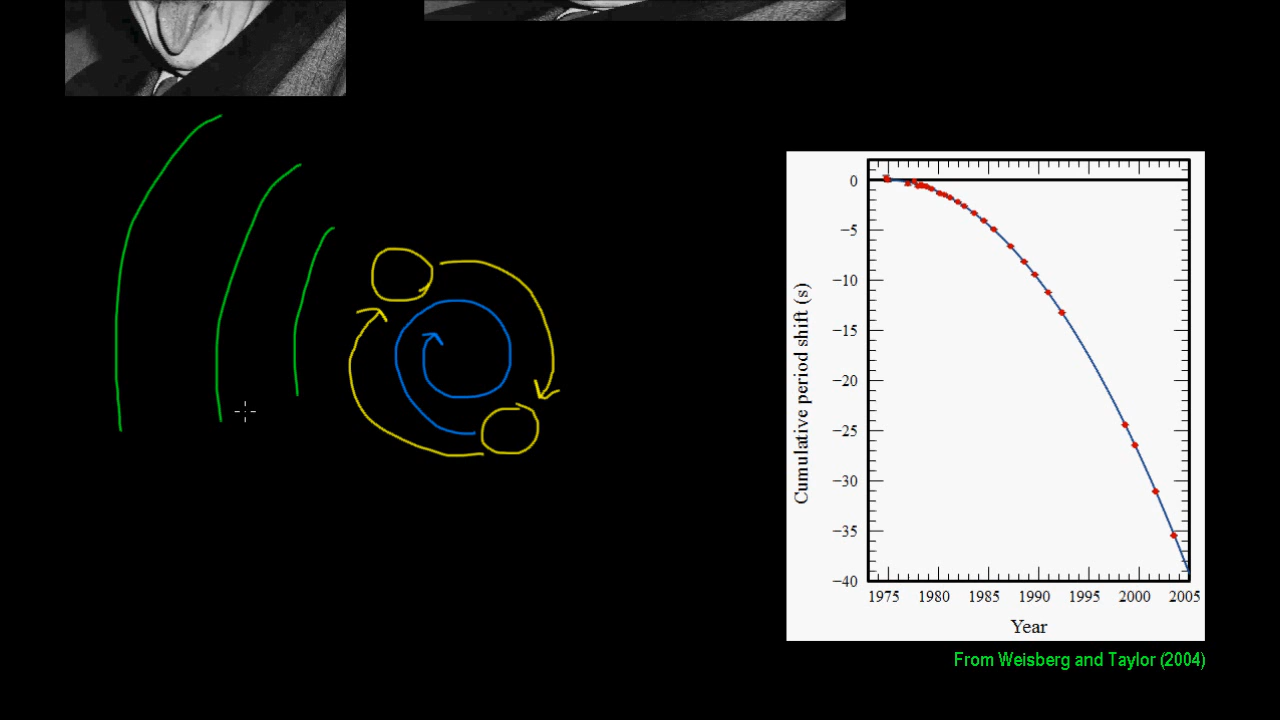 0
−5
−10
−15
−20
−25
−30
−35
−40
Cumulative period shift (s)
1975 1980 1985 1990 1995 2000 2005
Year
From Weisberg and Taylor (2004)